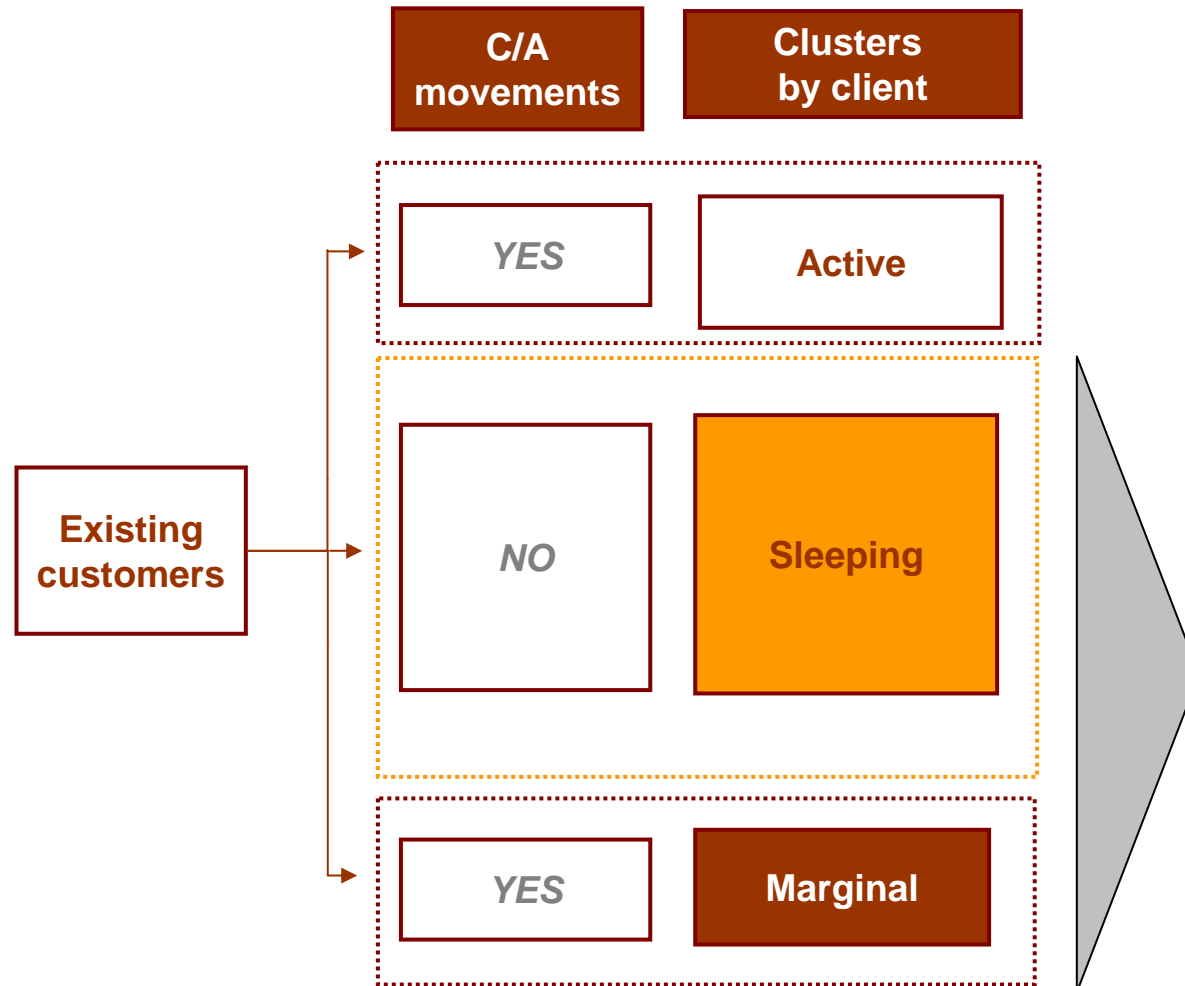 C/A
movements
Clusters
by client
YES
Active
Existing
customers
NO
Sleeping
YES
Marginal